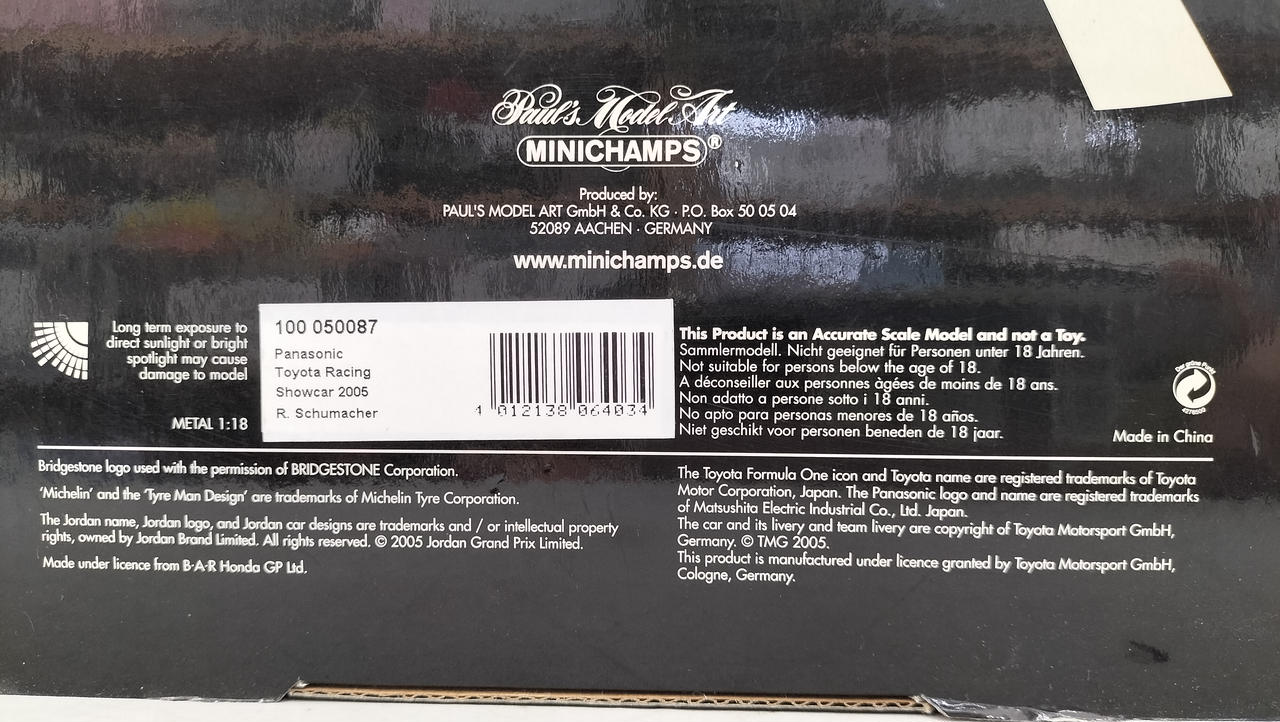 Paul's Model Art
MINICHAMPS®
Produced by:
PAUL'S MODEL ART GmbH & Co. KG · P.O. Box 50 05 04
52089 AACHEN · GERMANY
www.minichamps.de
Long term exposure to
direct sunlight or bright
spotlight may cause
damage to model
METAL 1:18
100 050087
Panasonic
Toyota Racing
Showcar 2005
R. Schumacher
4 012138 064034
This Product is an Accurate Scale Model and not a Toy.
Sammlermodell. Nicht geeignet für Personen unter 18 Jahren.
Not suitable for persons below the age of 18.
A déconseiller aux personnes àgées de moins de 18 ans.
Non adatto a persone sotto i 18 anni.
No apto para personas menores de 18 años.
Niet geschikt voor personen beneden de 18 jaar.
Der Grüne Punkt
Made in China
Bridgestone logo used with the permission of BRIDGESTONE Corporation.
'Michelin' and the 'Tyre Man Design' are trademarks of Michelin Tyre Corporation.
The Jordan name, Jordan logo, and Jordan car designs are trademarks and / or intellectual property
rights, owned by Jordan Brand Limited. All rights reserved. © 2005 Jordan Grand Prix Limited.
Made under licence from B·A·R Honda GP Ltd.
The Toyota Formula One icon and Toyota name are registered trademarks of Toyota
Motor Corporation, Japan. The Panasonic logo and name are registered trademarks
of Matsushita Electric Industrial Co., Ltd. Japan.
The car and its livery and team livery are copyright of Toyota Motorsport GmbH,
Germany. © TMG 2005.
This product is manufactured under licence granted by Toyota Motorsport GmbH,
Cologne, Germany.